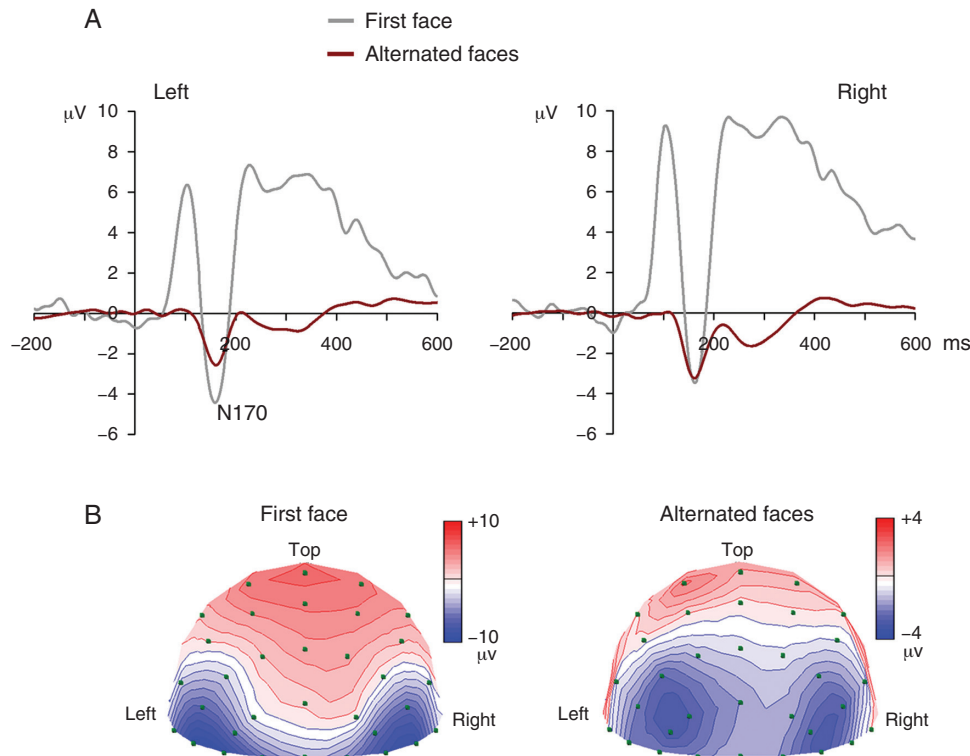 A
First face
Alternated faces
Left
Right
μV
10
8
6
4
2
0
−2
−4
−6
−200
200
400
600
N170
μV
10
8
6
4
2
0
−2
−4
−6
−200
200
400
600
ms
B
First face
Alternated faces
Top
+10
−10
μv
Left
Right
Top
+4
−4
μV
Left
Right